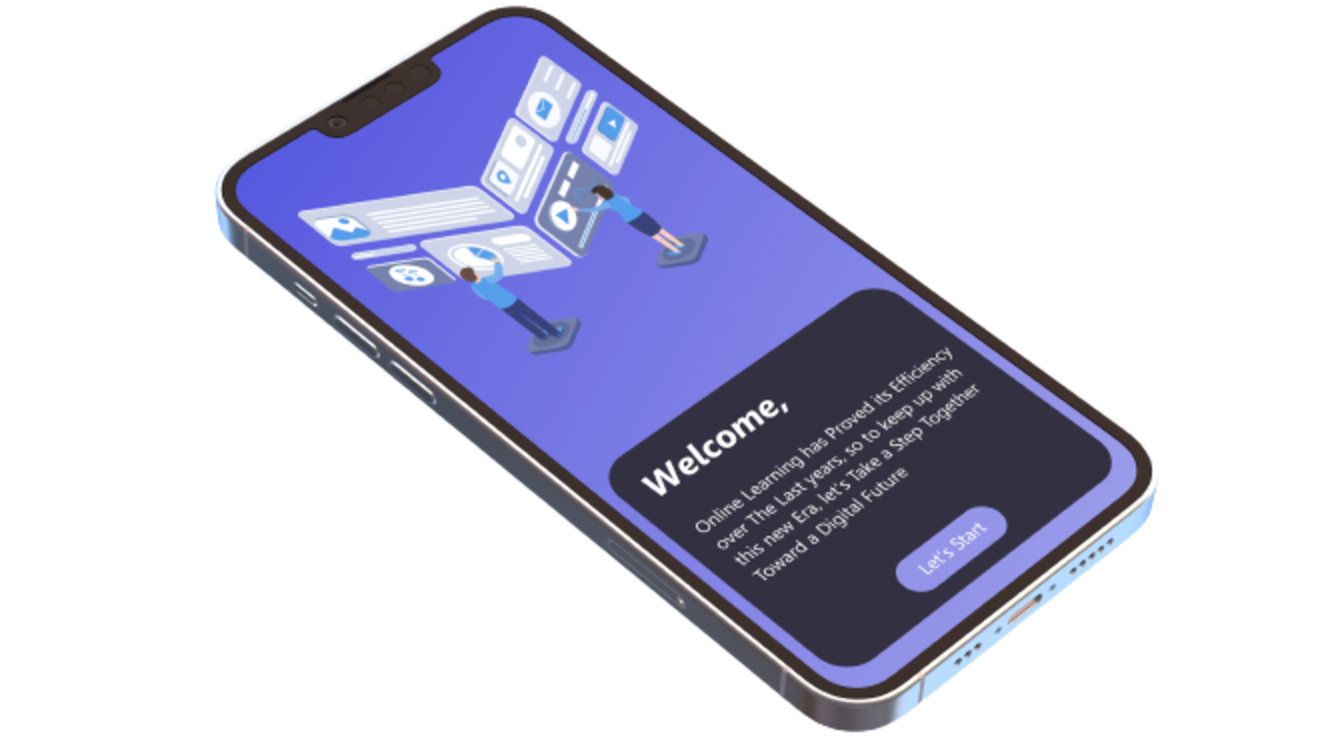 Welcome,
Online Learning has Proved its Efficiency
over The Last years, so to keep up with
this new Era, let's Take a Step Together
Toward a Digital Future
Let's Start